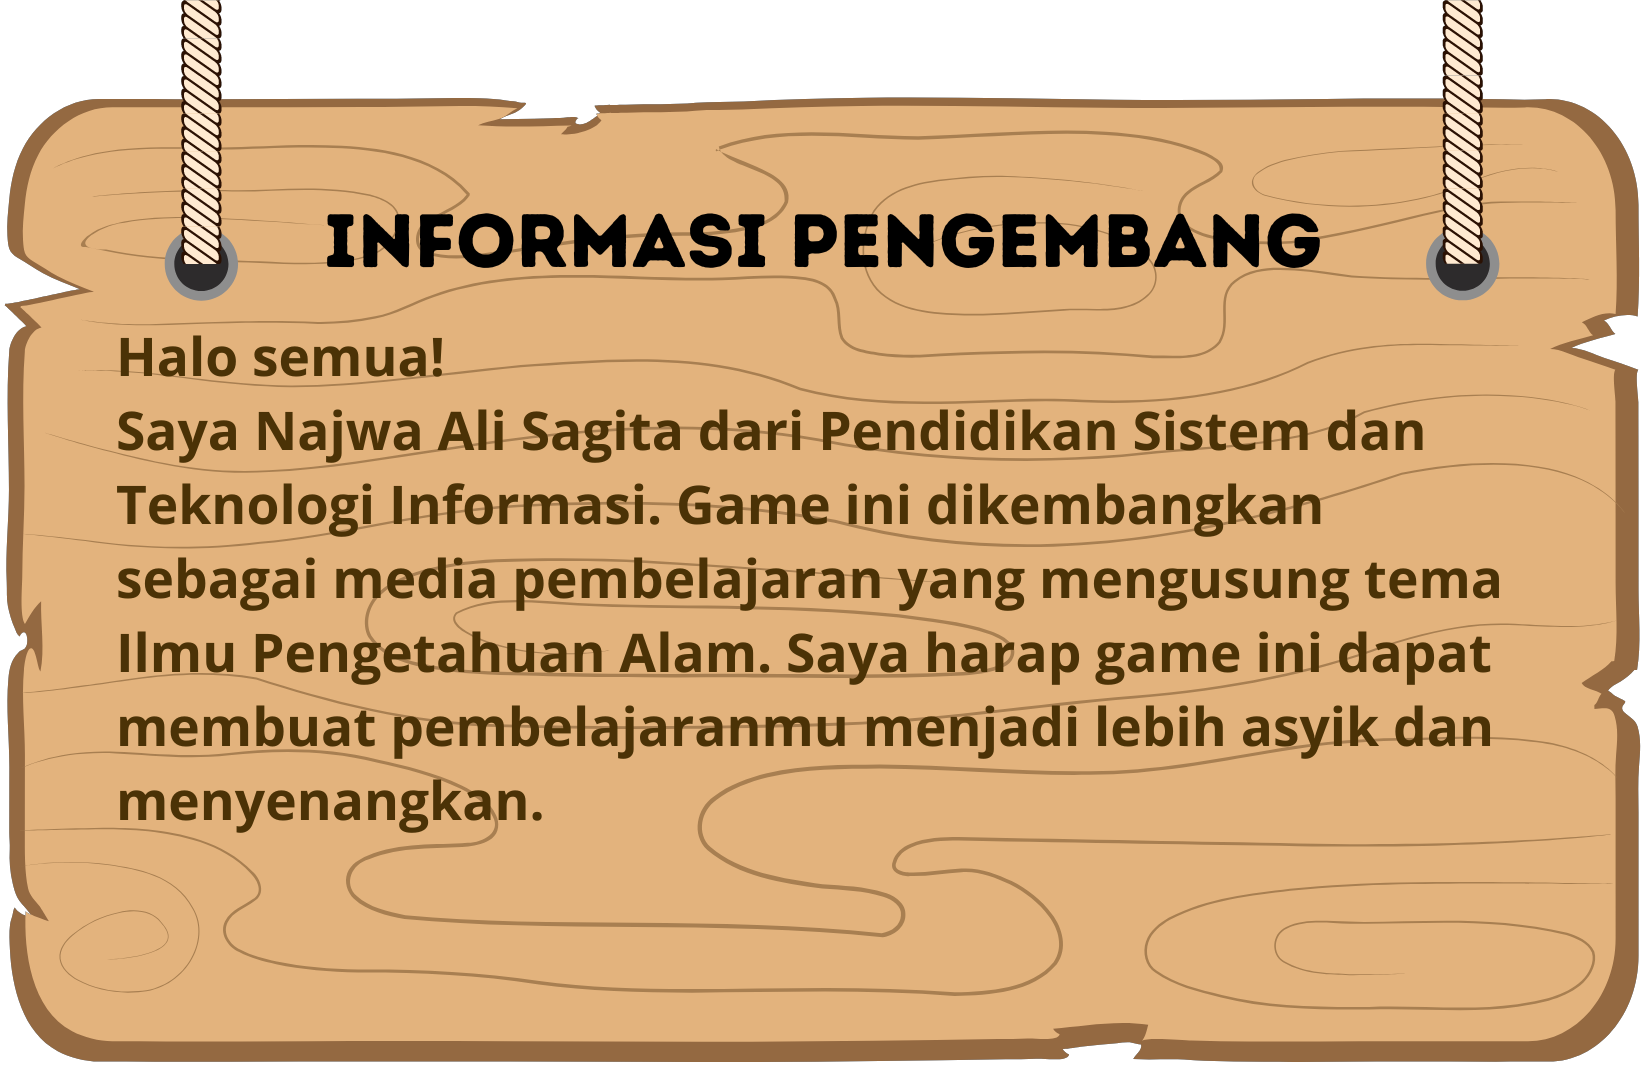 INFORMASI PENGEMBANG
Halo semua!
Saya Najwa Ali Sagita dari Pendidikan Sistem dan
Teknologi Informasi. Game ini dikembangkan
sebagai media pembelajaran yang mengusung tema
Ilmu Pengetahuan Alam. Saya harap game ini dapat
membuat pembelajaranmu menjadi lebih asyik dan
menyenangkan.